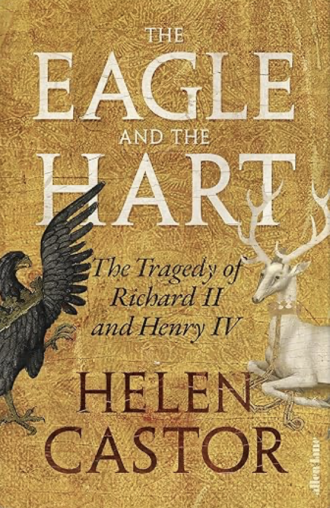 THE
EAGLE
AND THE
HART
The Tragedy of
Richard II
and Henry IV
HELEN
CASTOR
allen lane